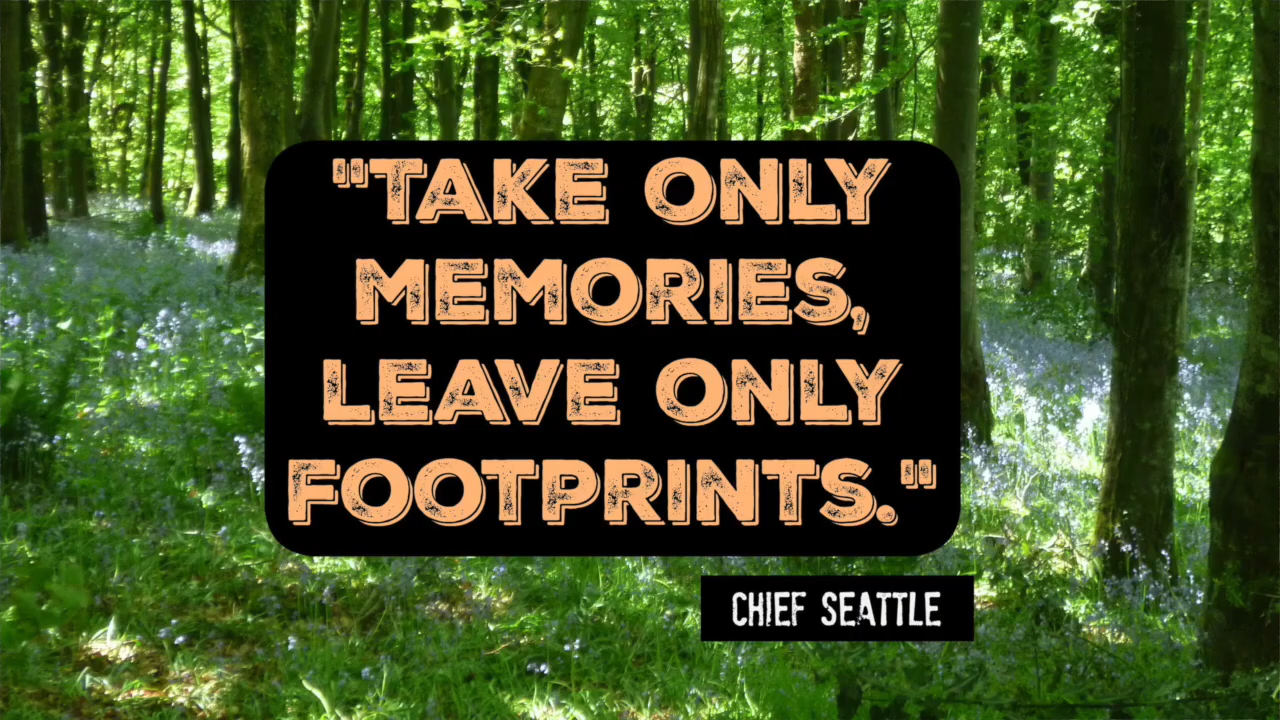 "TAKE ONLY
MEMORIES,
LEAVE ONLY
FOOTPRINTS."
CHIEF SEATTLE